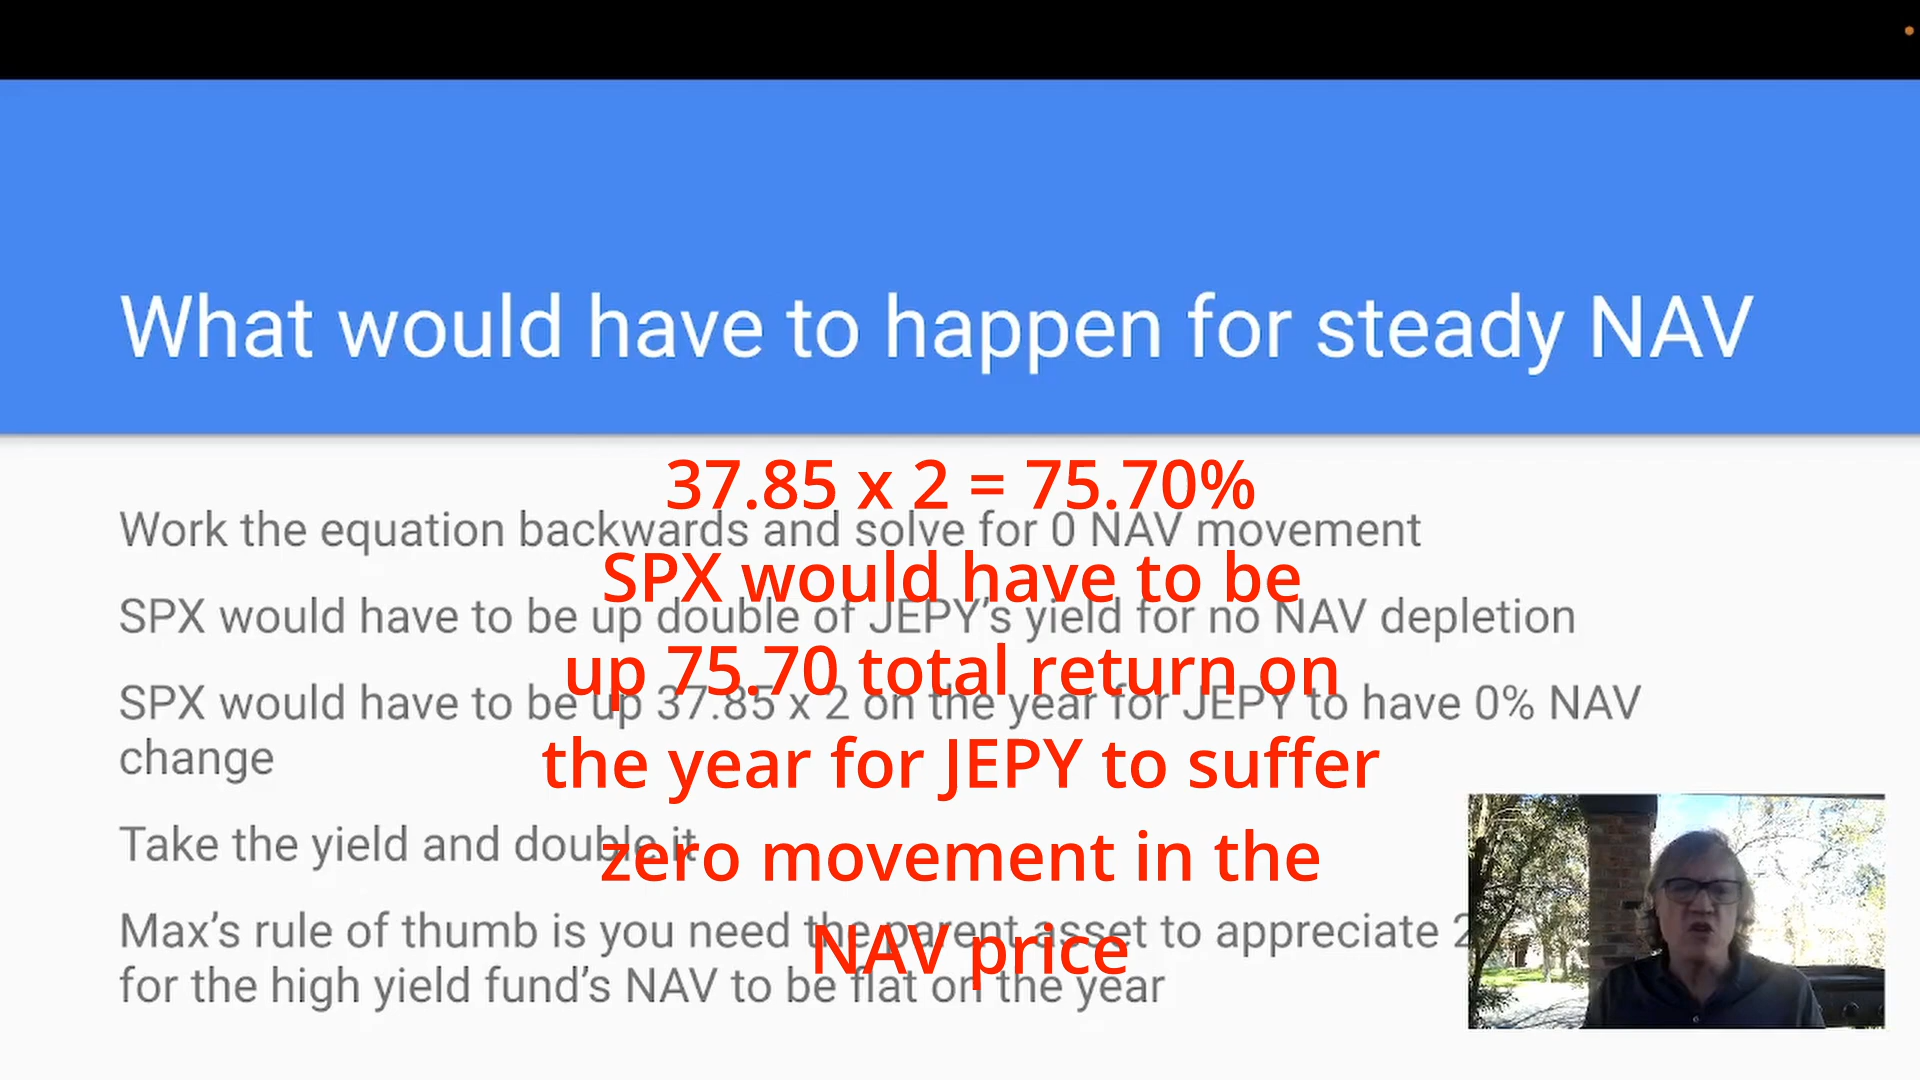 What would have to happen for steady NAV
37.85 x 2 = 75.70%
SPX would have to be
up 75.70 total return on
the year for JEPY to suffer
zero movement in the
NAV price
Work the equation backwards and solve for 0 NAV movement
SPX would have to be up double of JEPY’s yield for no NAV depletion
SPX would have to be up 37.85 x 2 on the year for JEPY to have 0% NAV
change
Take the yield and double it
Max’s rule of thumb is you need the parent asset to appreciate 2
for the high yield fund’s NAV to be flat on the year